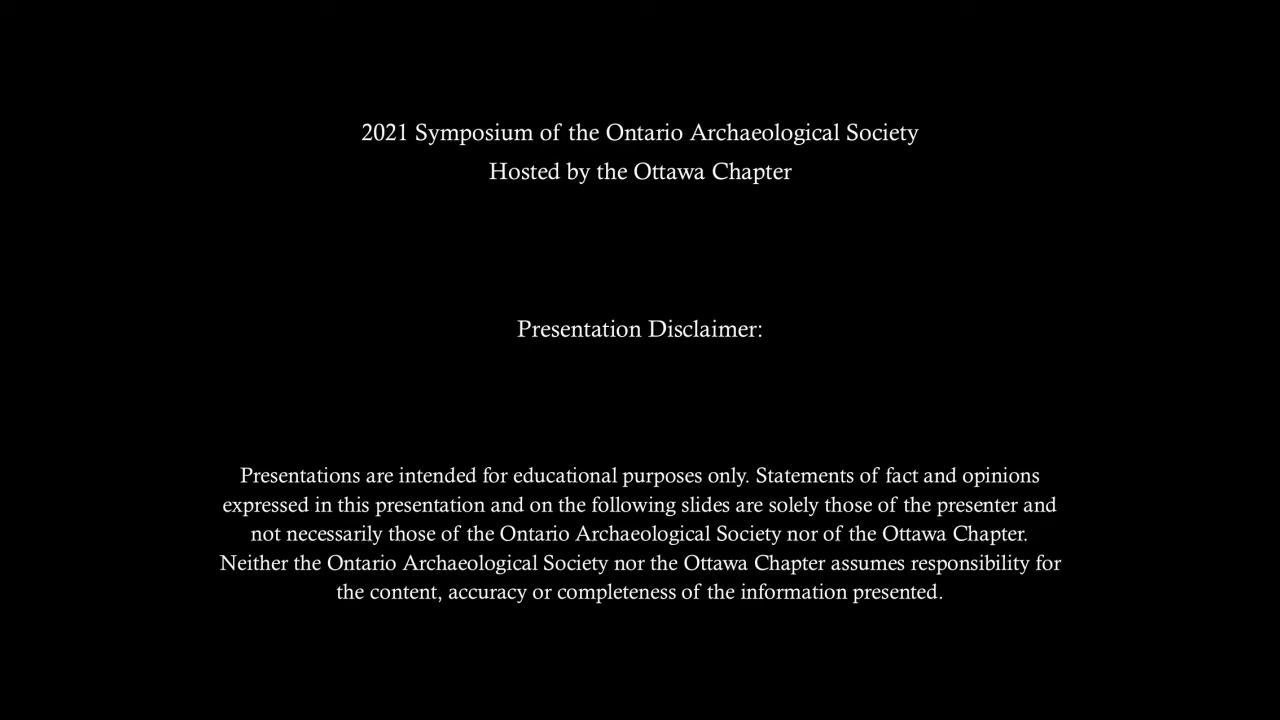 2021 Symposium of the Ontario Archaeological Society
Hosted by the Ottawa Chapter
Presentation Disclaimer:
Presentations are intended for educational purposes only. Statements of fact and opinions
expressed in this presentation and on the following slides are solely those of the presenter and
not necessarily those of the Ontario Archaeological Society nor of the Ottawa Chapter.
Neither the Ontario Archaeological Society nor the Ottawa Chapter assumes responsibility for
the content, accuracy or completeness of the information presented.